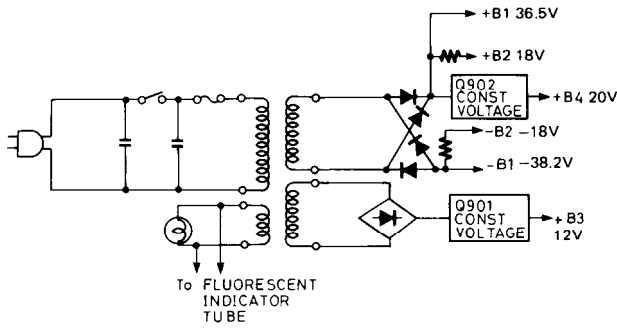 +B1 36.5V
+B2 18V
Q902
CONST
VOLTAGE
+B4 20V
-B2 -18V
-B1 -38.2V
Q901
CONST
VOLTAGE
+B3
12V
To FLUORESCENT
INDICATOR
TUBE